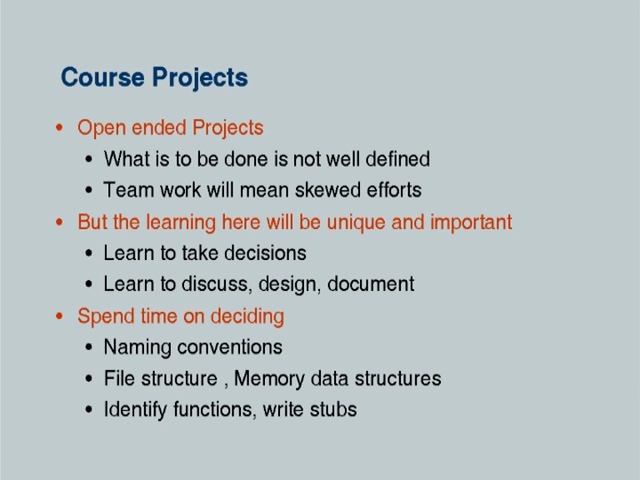 Course Projects
• Open ended Projects
• What is to be done is not well defined
• Team work will mean skewed efforts
• But the learning here will be unique and important
• Learn to take decisions
• Learn to discuss, design, document
• Spend time on deciding
• Naming conventions
• File structure , Memory data structures
• Identify functions, write stubs